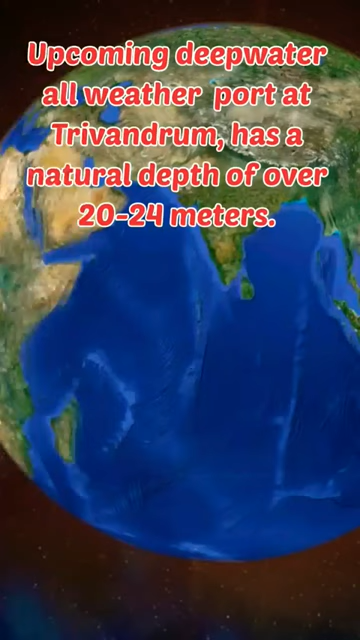 Upcoming deepwater
all weather port at
Trivandrum, has a
natural depth of over
20-24 meters.